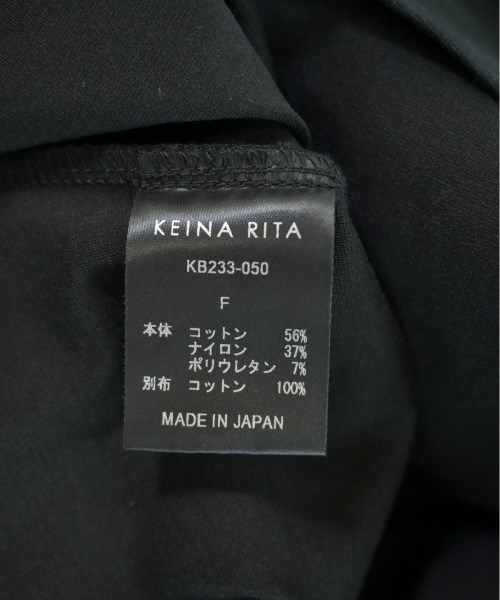 KEINA RITA
KB233-050
F
本体 コットン 56%
ナイロン 37%
ポリウレタン 7%
別布 コットン 100%
MADE IN JAPAN